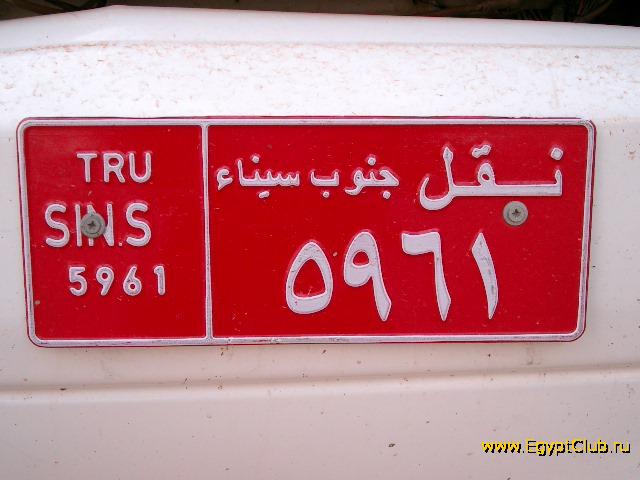 TRU
SIN.S
5961
نقل جنوب سيناء
٥٩٦١
www.EgyptClub.ru